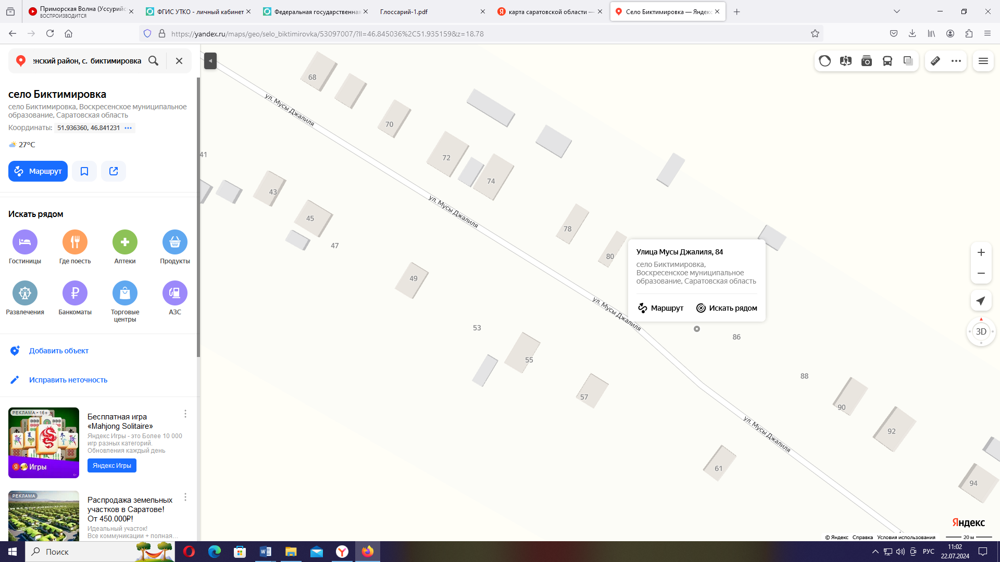 Приморская Волна (Уссурийс
ВОСПРОИЗВОДИТСЯ
ФГИС УТКО - личный кабинет
Федеральная государственная
Глоссарий-1.pdf
карта саратовской области —
Село Биктимировка — Яндекс
https://yandex.ru/maps/geo/selo_biktimirovka/53097007/?ll=46.845036%2C51.935159&z=18.78
енский район, с. биктимировка
село Биктимировка
село Биктимировка, Воскресенское муниципальное
образование, Саратовская область
Координаты: 51.936360, 46.841231
27°C
Маршрут
Искать рядом
Гостиницы
Где поесть
Аптеки
Продукты
Развлечения
Банкоматы
Торговые
центры
АЗС
Добавить объект
Исправить неточность
РЕКЛАМА • 16+
Игры
Бесплатная игра
«Mahjong Solitaire»
Яндекс Игры - это Более 10 000
игр разных категорий.
Обновления каждый день
Яндекс Игры
РЕКЛАМА
Распродажа земельных
участков в Саратове!
От 450.000₽!
Идеальный участок!
Все коммуникации + полная...
68
ул. Мусы Джалиля
70
72
74
41
43
45
47
ул. Мусы Джалиля
78
80
49
Улица Мусы Джалиля, 84
село Биктимировка,
Воскресенское муниципальное
образование, Саратовская область
Маршрут
Искать рядом
ул. Мусы Джалиля
53
86
55
57
88
90
92
ул. Мусы Джалиля
61
94
3D
Яндекс
© Яндекс Справка Условия использования
20 м
Поиск
РУС
11:02
22.07.2024